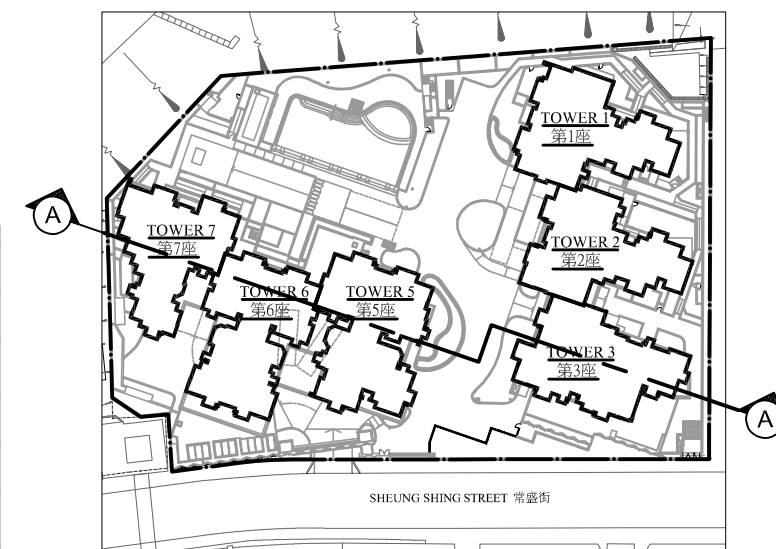 TOWER 1
第1座
TOWER 2
第2座
TOWER 3
第3座
TOWER 5
第5座
TOWER 6
第6座
TOWER 7
第7座
A
A
SHEUNG SHING STREET 常盛街